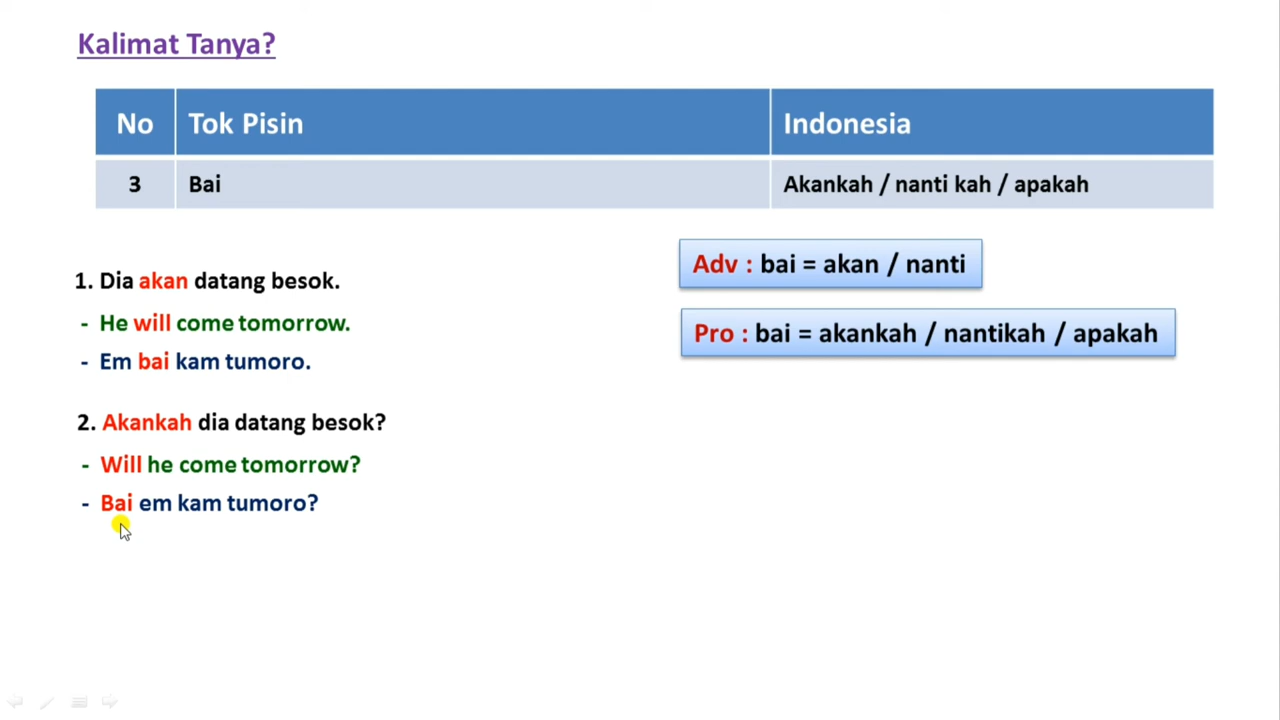 Kalimat Tanya?
No Tok Pisin Indonesia
3 Bai Akankah / nanti kah / apakah
Adv : bai = akan / nanti
Pro : bai = akankah / nantikah / apakah
1. Dia akan datang besok.
- He will come tomorrow.
- Em bai kam tumoro.
2. Akankah dia datang besok?
- Will he come tomorrow?
- Bai em kam tumoro?